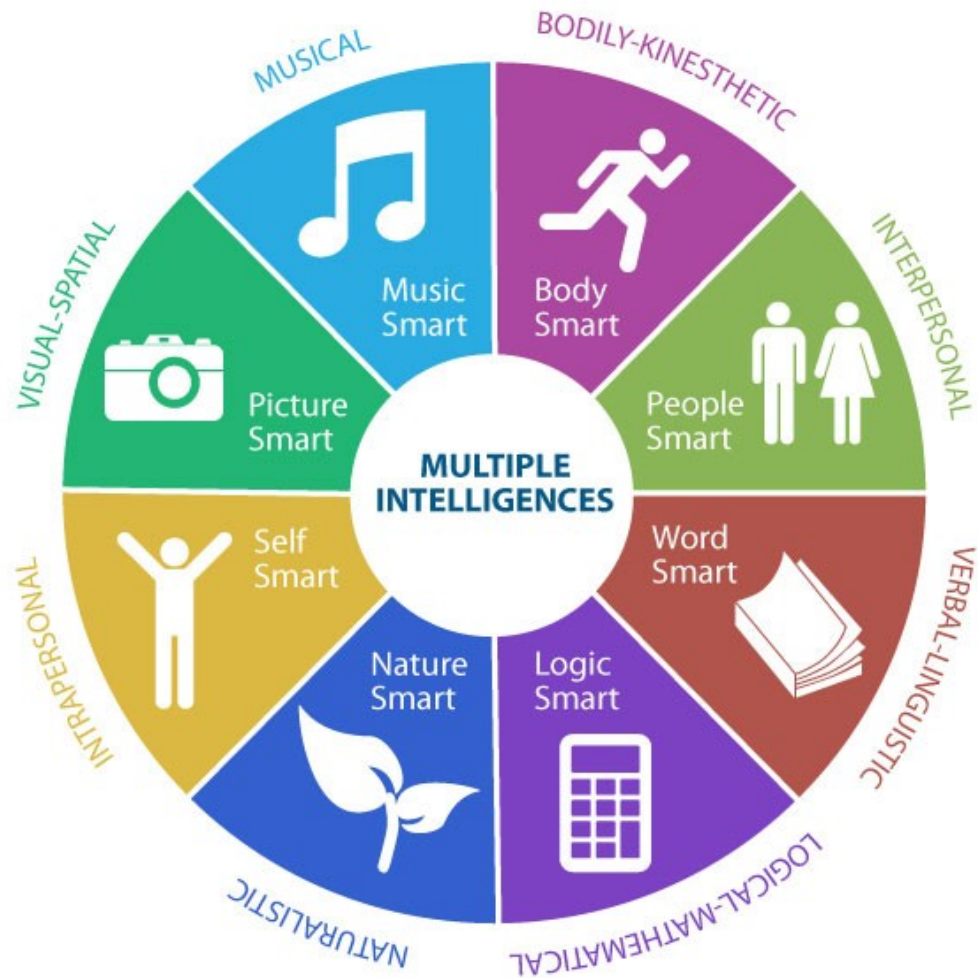 MUSICAL
BODILY-KINESTHETIC
INTERPERSONAL
VERBAL-LINGUISTIC
LOGICAL-MATHEMATICAL
NATURALISTIC
INTRAPERSONAL
VISUAL-SPATIAL
Music
Smart
Body
Smart
People
Smart
Word
Smart
Logic
Smart
Nature
Smart
Self
Smart
Picture
Smart
MULTIPLE
INTELLIGENCES